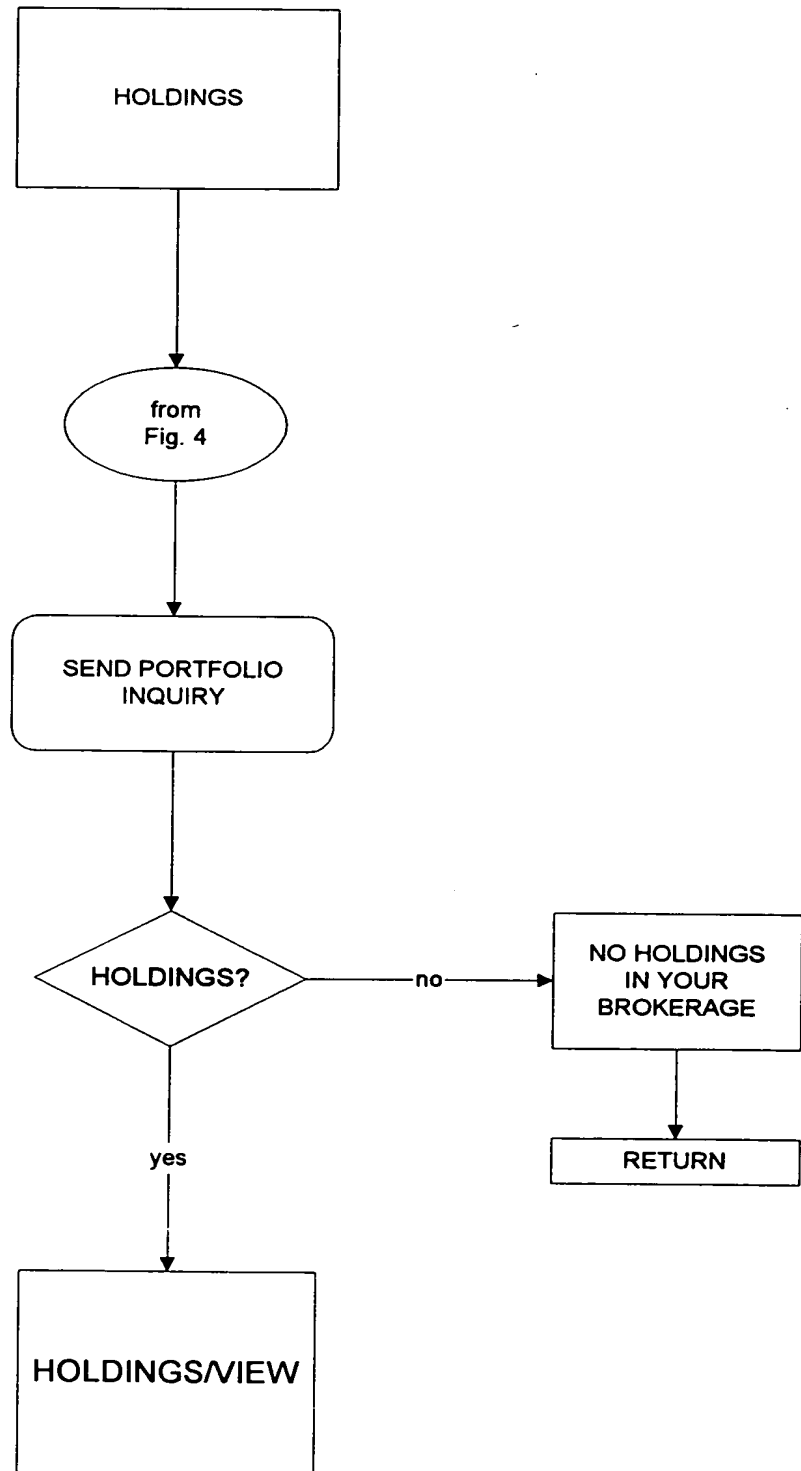 HOLDINGS
from
Fig. 4
SEND PORTFOLIO
INQUIRY
HOLDINGS?
no
NO HOLDINGS
IN YOUR
BROKERAGE
yes
RETURN
HOLDINGS/VIEW